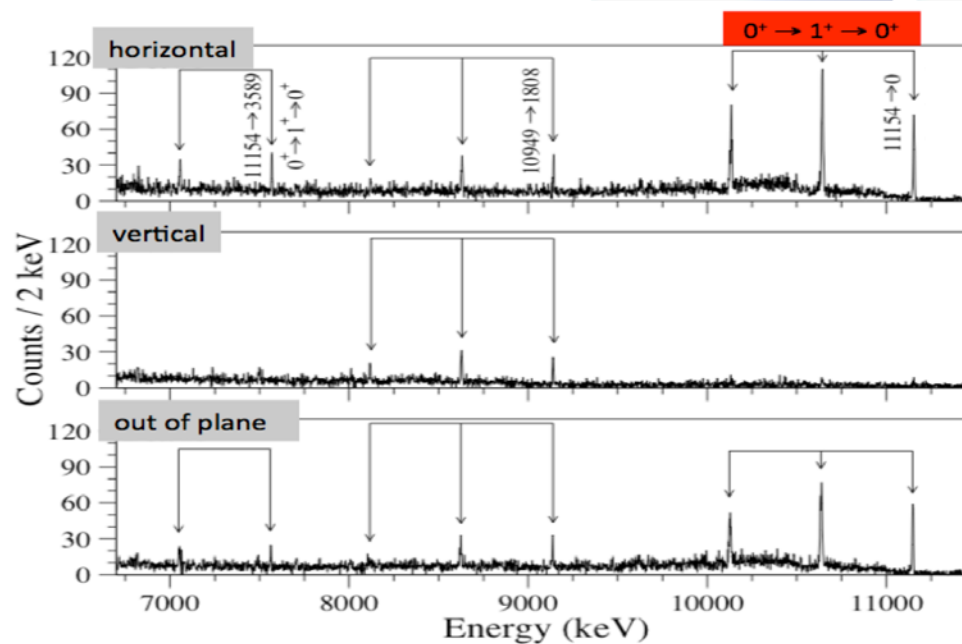 0⁺ → 1⁺ → 0⁺
horizontal
120
90
60
30
0
11154→3589
0⁺→1⁺→0⁺
10949→1808
11154→0
vertical
120
90
60
30
0
out of plane
120
90
60
30
0
Counts / 2 keV
7000 8000 9000 10000 11000
Energy (keV)